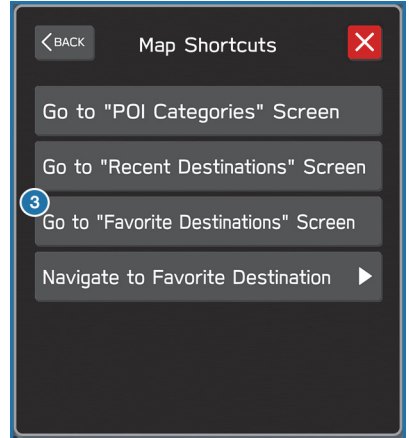 BACK
Map Shortcuts
Go to "POI Categories" Screen
Go to "Recent Destinations" Screen
3
Go to "Favorite Destinations" Screen
Navigate to Favorite Destination